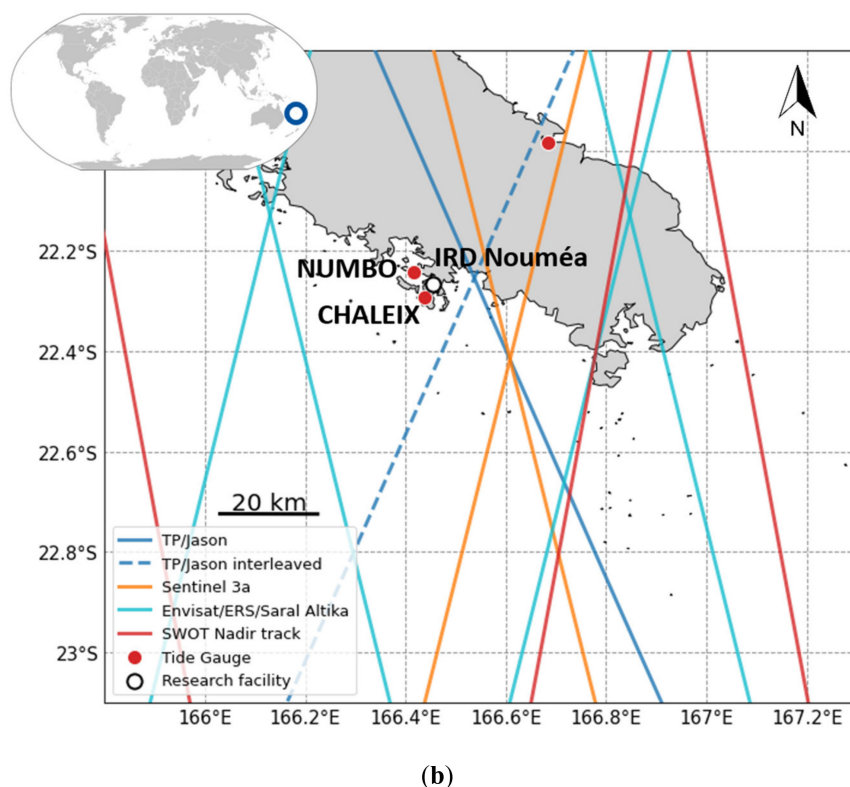 N
22.2°S
22.4°S
22.6°S
22.8°S
23°S
IRD Nouméa
NUMBO
CHALEIX
20 km
TP/Jason
TP/Jason interleaved
Sentinel 3a
Envisat/ERS/Saral Altika
SWOT Nadir track
Tide Gauge
Research facility
166°E
166.2°E
166.4°E
166.6°E
166.8°E
167°E
167.2°E
(b)